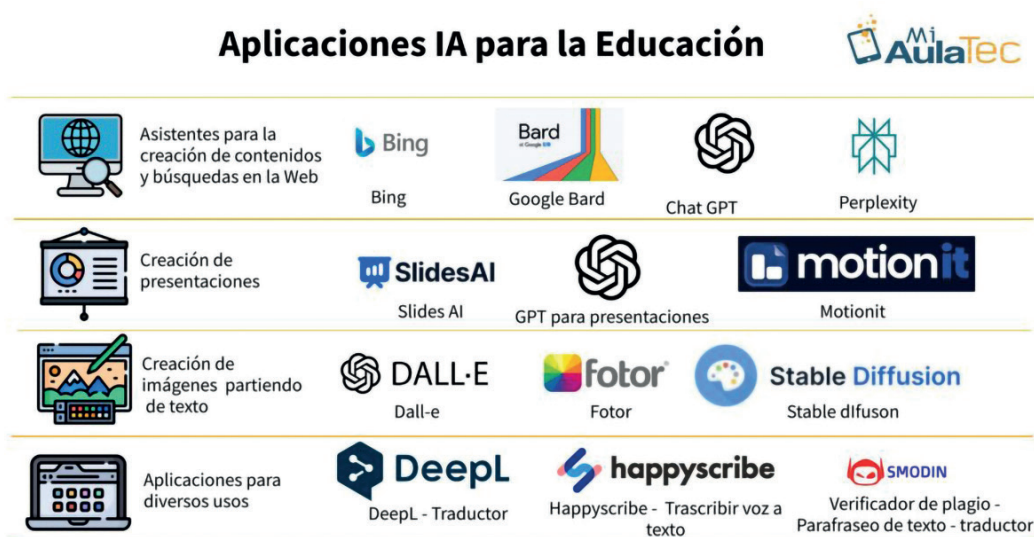 Aplicaciones IA para la Educación
Mi
AulaTec
Asistentes para la
creación de contenidos
y búsquedas en la Web
Bing
Bing
Bard
Google Bard
Chat GPT
Perplexity
Creación de
presentaciones
SlidesAI
Slides AI
GPT para presentaciones
motionit
Motionit
Creación de
imágenes partiendo
de texto
DALL·E
Dall-e
fotor
Fotor
Stable Diffusion
Stable dIfuson
Aplicaciones para
diversos usos
DeepL
DeepL - Traductor
happyscribe
Happyscribe - Trascribir voz a
texto
SMODIN
Verificador de plagio -
Parafraseo de texto - traductor